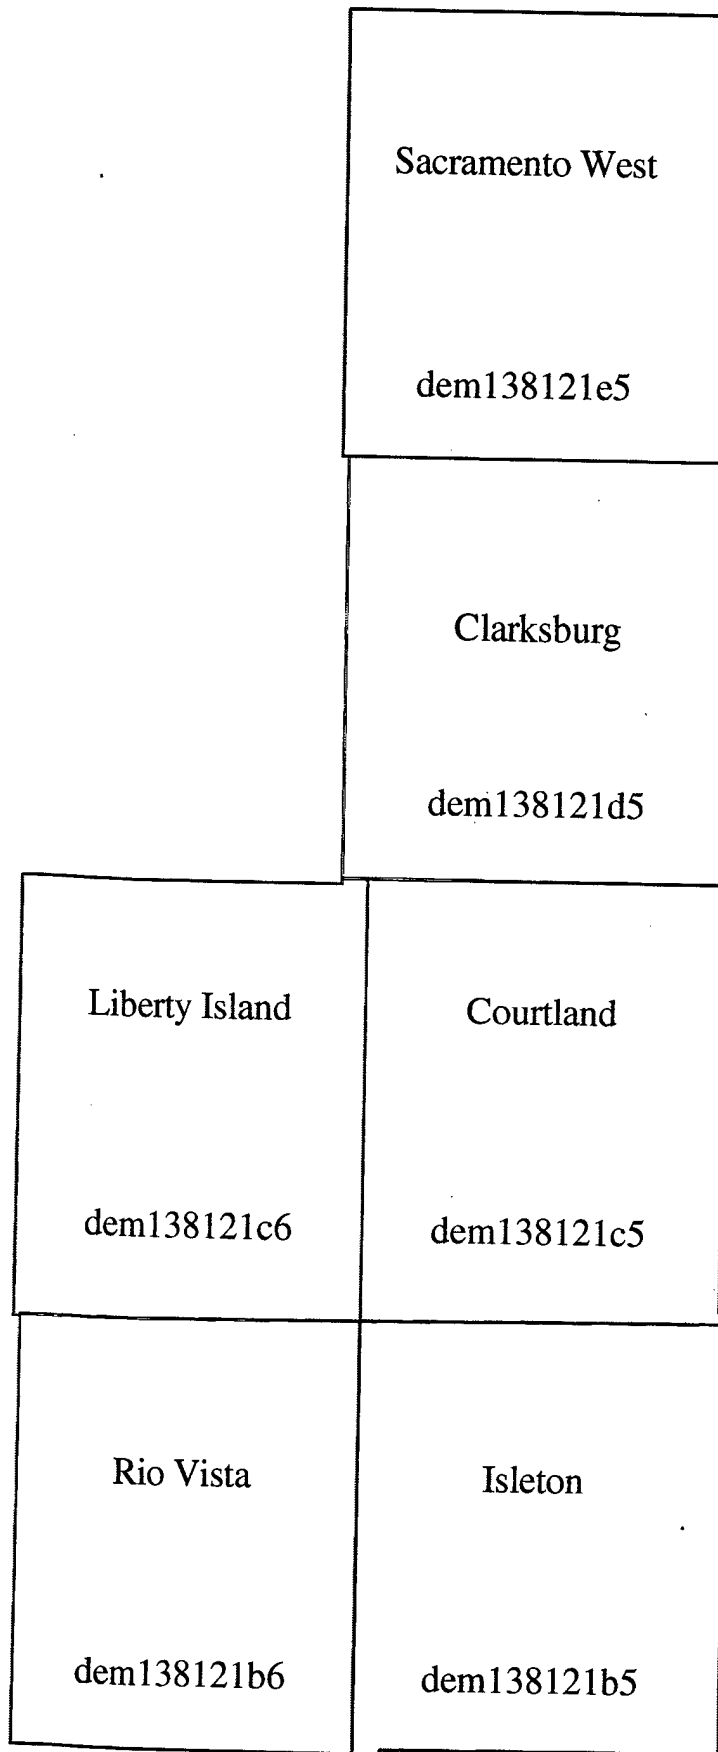 Sacramento West
dem138121e5
Clarksburg
dem138121d5
Liberty Island
Courtland
dem138121c6
dem138121c5
Rio Vista
Isleton
dem138121b6
dem138121b5